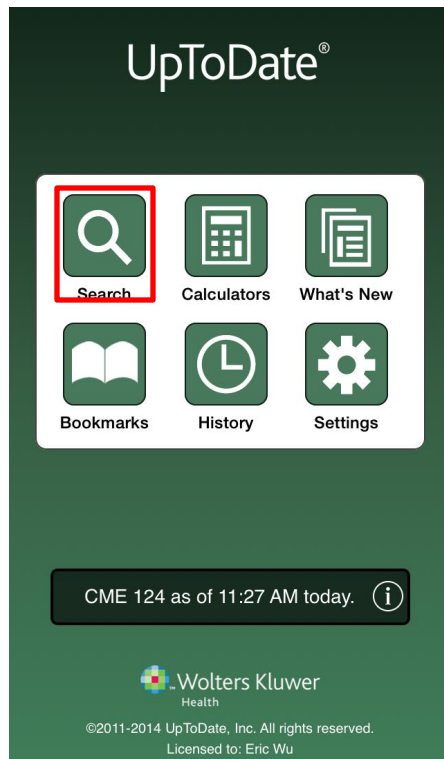 UpToDate®
Search Calculators What's New
Bookmarks History Settings
CME 124 as of 11:27 AM today. i
Wolters Kluwer
Health
©2011-2014 UpToDate, Inc. All rights reserved.
Licensed to: Eric Wu